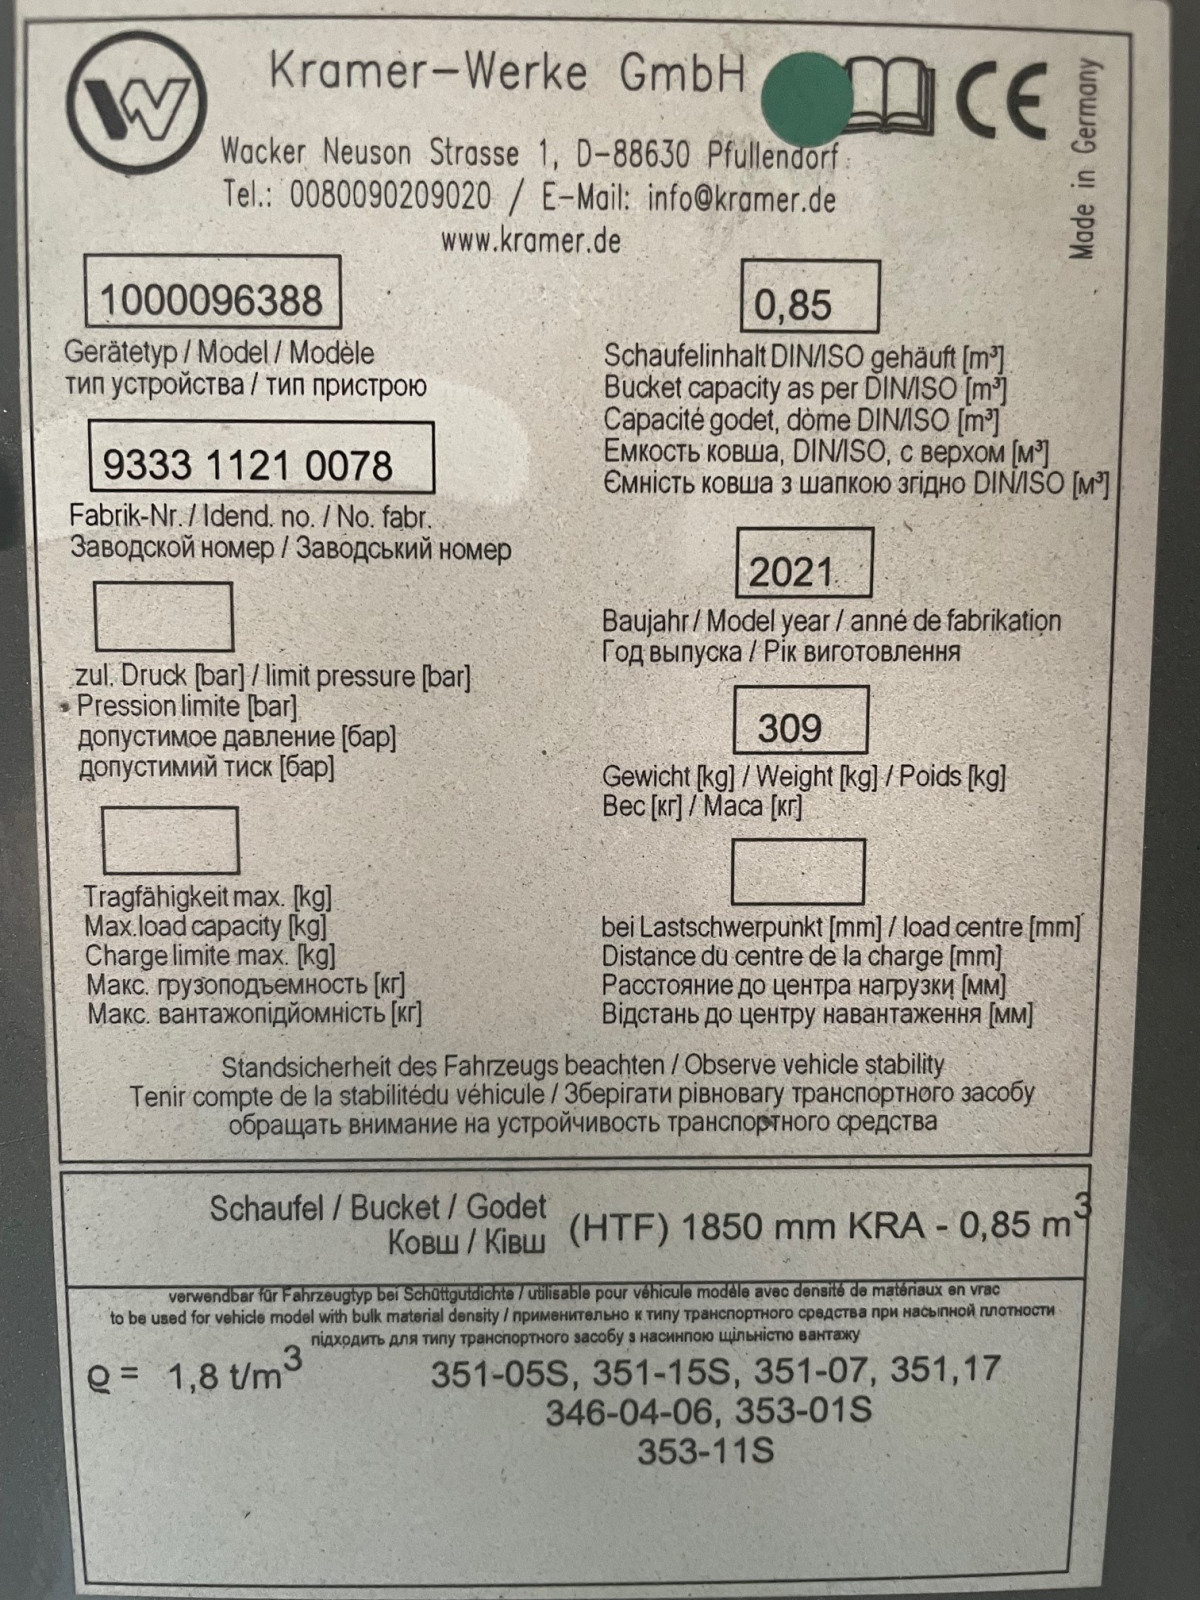 Kramer-Werke GmbH
CE
Made in Germany
Wacker Neuson Strasse 1, D-88630 Pfullendorf
Tel.: 0080090209020 / E-Mail: info@kramer.de
www.kramer.de
1000096388
Gerätetyp / Model / Modèle
тип устройства / тип пристрою
9333 1121 0078
Fabrik-Nr. / Idend. no. / No. fabr.
Заводской номер / Заводський номер
zul. Druck [bar] / limit pressure [bar]
Pression limite [bar]
допустимое давление [бар]
допустимий тиск [бар]
Tragfähigkeit max. [kg]
Max.load capacity [kg]
Charge limite max. [kg]
Макс. грузоподъемность [кг]
Макс. вантажопідйомність [кг]
0,85
Schaufelinhalt DIN/ISO gehäuft [m³]
Bucket capacity as per DIN/ISO [m³]
Capacité godet, dôme DIN/ISO [m³]
Емкость ковша, DIN/ISO, с верхом [м³]
Ємність ковша з шапкою згідно DIN/ISO [м³]
2021
Baujahr / Model year / anné de fabrikation
Год выпуска / Рік виготовлення
309
Gewicht [kg] / Weight [kg] / Poids [kg]
Вес [кг] / Маса [кг]
bei Lastschwerpunkt [mm] / load centre [mm]
Distance du centre de la charge [mm]
Расстояние до центра нагрузки [мм]
Відстань до центру навантаження [мм]
Standsicherheit des Fahrzeugs beachten / Observe vehicle stability
Tenir compte de la stabilitédu véhicule / Зберігати рівновагу транспортного засобу
обращать внимание на устройчивость транспортного средства
Schaufel / Bucket / Godet
Ковш / Ківш
(HTF) 1850 mm KRA - 0,85 m³
verwendbar für Fahrzeugtyp bei Schüttgutdichte / utilisable pour véhicule modèle avec densité de matériaux en vrac
to be used for vehicle model with bulk material density / применительно к типу транспортного средства при насыпной плотности
підходить для типу транспортного засобу з насинпою щільністю вантажу
ϱ = 1,8 t/m³
351-05S, 351-15S, 351-07, 351,17
346-04-06, 353-01S
353-11S